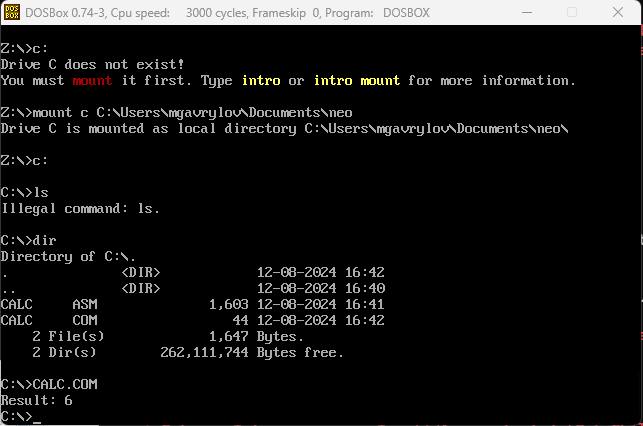 DOS BOX
DOSBox 0.74-3, Cpu speed: 3000 cycles, Frameskip 0, Program: DOSBOX
Z:\>c:
Drive C does not exist!
You must mount it first. Type intro or intro mount for more information.
Z:\>mount c C:\Users\mgavrylov\Documents\neo
Drive C is mounted as local directory C:\Users\mgavrylov\Documents\neo\
Z:\>c:
C:\>ls
Illegal command: ls.
C:\>dir
Directory of C:\.
. <DIR> 12-08-2024 16:42
.. <DIR> 12-08-2024 16:40
CALC ASM 1,603 12-08-2024 16:41
CALC COM 44 12-08-2024 16:42
2 File(s) 1,647 Bytes.
2 Dir(s) 262,111,744 Bytes free.
C:\>CALC.COM
Result: 6
C:\>_